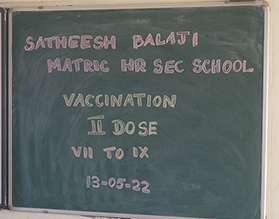 SATHEESH BALAJI
MATRIC HR SEC SCHOOL
VACCINATION
II DOSE
VII TO IX
13-05-22